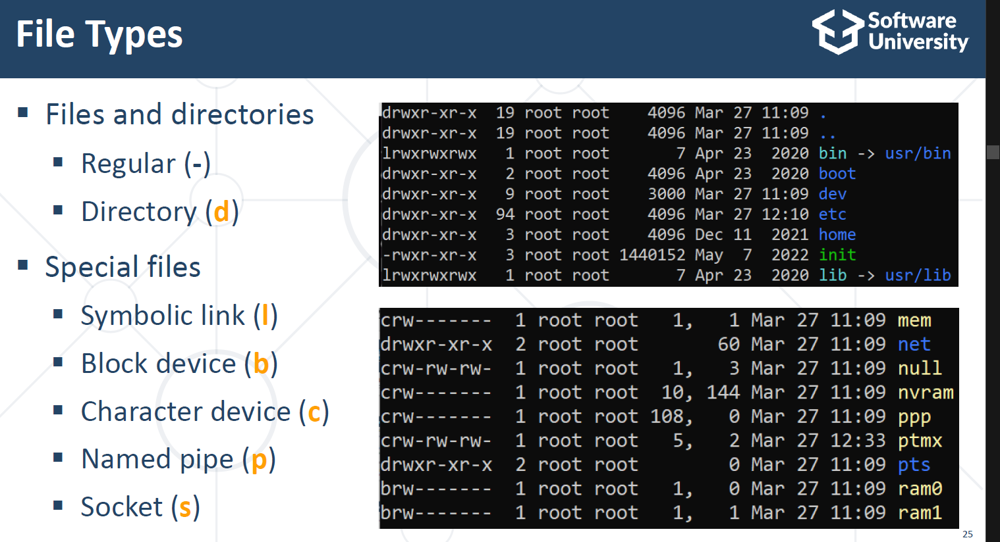 File Types
Software
University
▪ Files and directories
▪ Regular (-)
▪ Directory (d)
▪ Special files
▪ Symbolic link (l)
▪ Block device (b)
▪ Character device (c)
▪ Named pipe (p)
▪ Socket (s)
drwxr-xr-x  19 root root    4096 Mar 27 11:09 .
drwxr-xr-x  19 root root    4096 Mar 27 11:09 ..
lrwxrwxrwx   1 root root       7 Apr 23  2020 bin -> usr/bin
drwxr-xr-x   2 root root    4096 Apr 23  2020 boot
drwxr-xr-x   9 root root    3000 Mar 27 11:09 dev
drwxr-xr-x  94 root root    4096 Mar 27 12:10 etc
drwxr-xr-x   3 root root    4096 Dec 11  2021 home
-rwxr-xr-x   3 root root 1440152 May  7  2022 init
lrwxrwxrwx   1 root root       7 Apr 23  2020 lib -> usr/lib
crw-------  1 root root   1,   1 Mar 27 11:09 mem
drwxr-xr-x  2 root root       60 Mar 27 11:09 net
crw-rw-rw-  1 root root   1,   3 Mar 27 11:09 null
crw-------  1 root root  10, 144 Mar 27 11:09 nvram
crw-------  1 root root 108,   0 Mar 27 11:09 ppp
crw-rw-rw-  1 root root   5,   2 Mar 27 12:33 ptmx
drwxr-xr-x  2 root root        0 Mar 27 11:09 pts
brw-------  1 root root   1,   0 Mar 27 11:09 ram0
brw-------  1 root root   1,   1 Mar 27 11:09 ram1
25